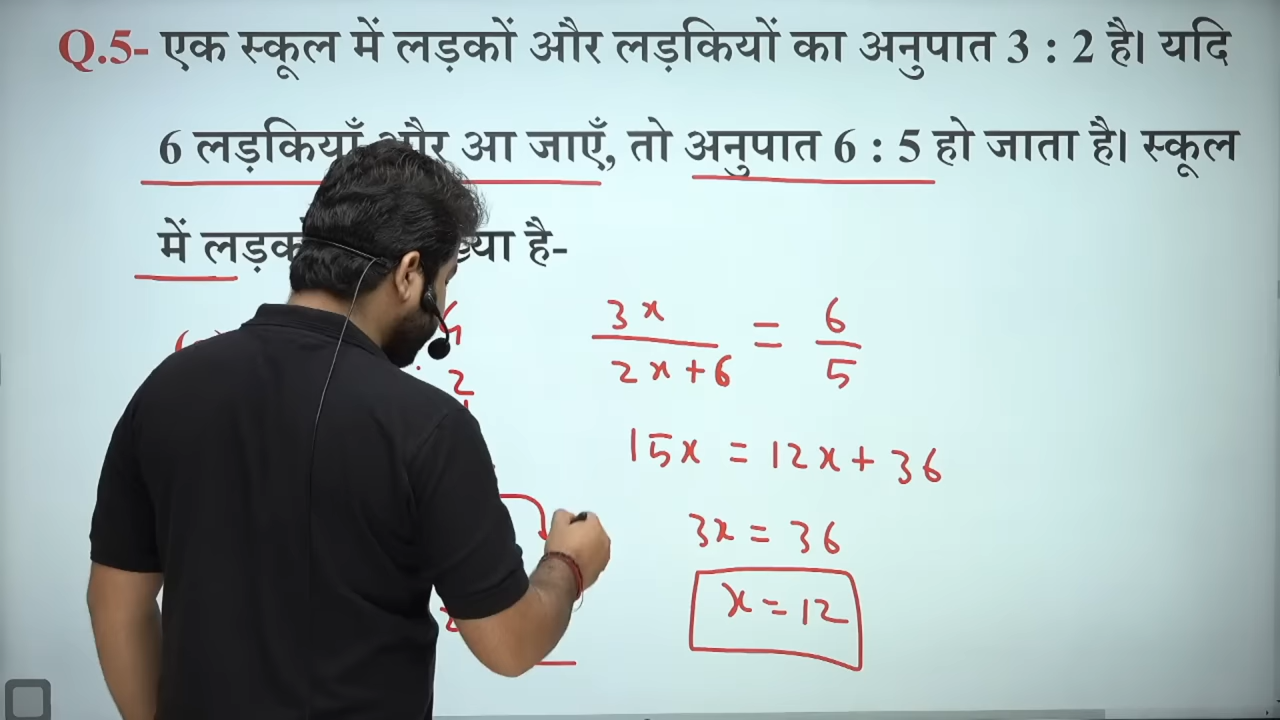 Q.5- एक स्कूल में लड़कों और लड़कियों का अनुपात 3 : 2 है। यदि
6 लड़कियाँ और आ जाएँ, तो अनुपात 6 : 5 हो जाता है। स्कूल
में है-
3x / 2x+6 = 6 / 5
15x = 12x + 36
3x = 36
x = 12
2